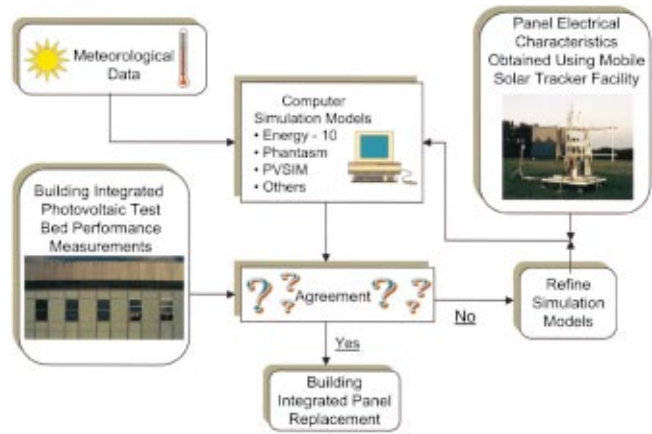 Meteorological
Data
Panel Electrical
Characteristics
Obtained Using Mobile
Solar Tracker Facility
Computer
Simulation Models
• Energy - 10
• Phantasm
• PVSIM
• Others
Building Integrated
Photovoltaic Test
Bed Performance
Measurements
? ? Agreement ? ?
No
Refine
Simulation
Models
Yes
Building
Integrated Panel
Replacement